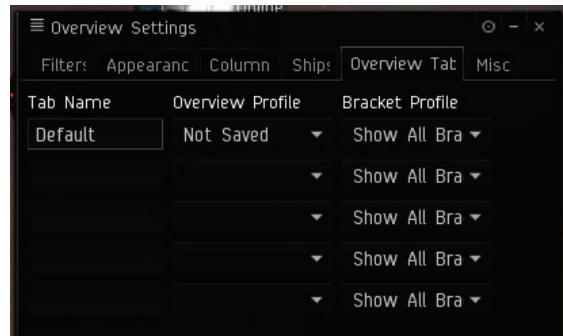 Overview Settings
Filters Appearanc Column Ships Overview Tab Misc
Tab Name Overview Profile Bracket Profile
Default Not Saved Show All Bra
Show All Bra
Show All Bra
Show All Bra
Show All Bra